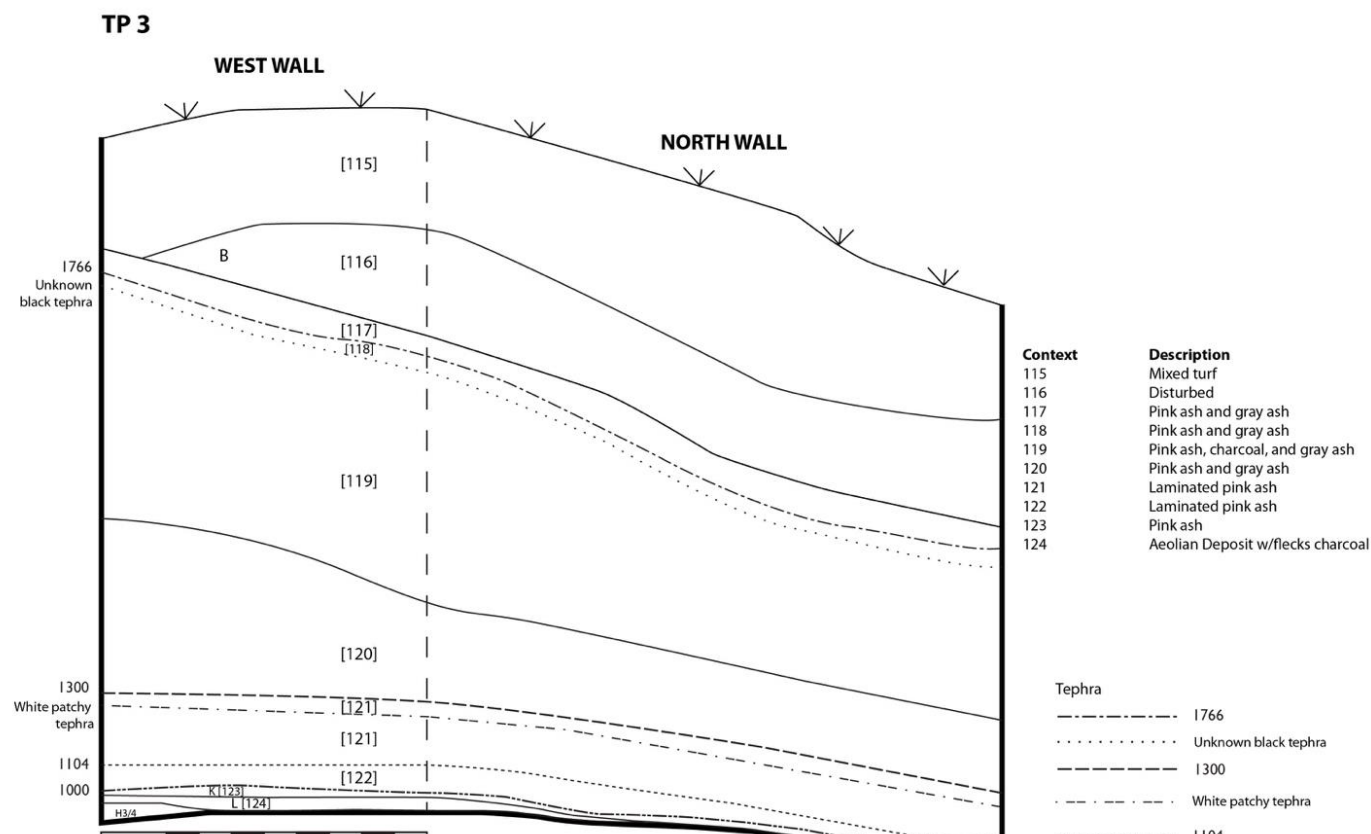 TP 3
WEST WALL
NORTH WALL
[115]
B
[116]
1766
Unknown
black tephra
[117]
[118]
[119]
[120]
1300
White patchy
tephra
[121]
[121]
1104
[122]
1000
K [123]
L [124]
H3/4
Context Description
115 Mixed turf
116 Disturbed
117 Pink ash and gray ash
118 Pink ash and gray ash
119 Pink ash, charcoal, and gray ash
120 Pink ash and gray ash
121 Laminated pink ash
122 Laminated pink ash
123 Pink ash
124 Aeolian Deposit w/flecks charcoal
Tephra
1766
Unknown black tephra
1300
White patchy tephra
1104